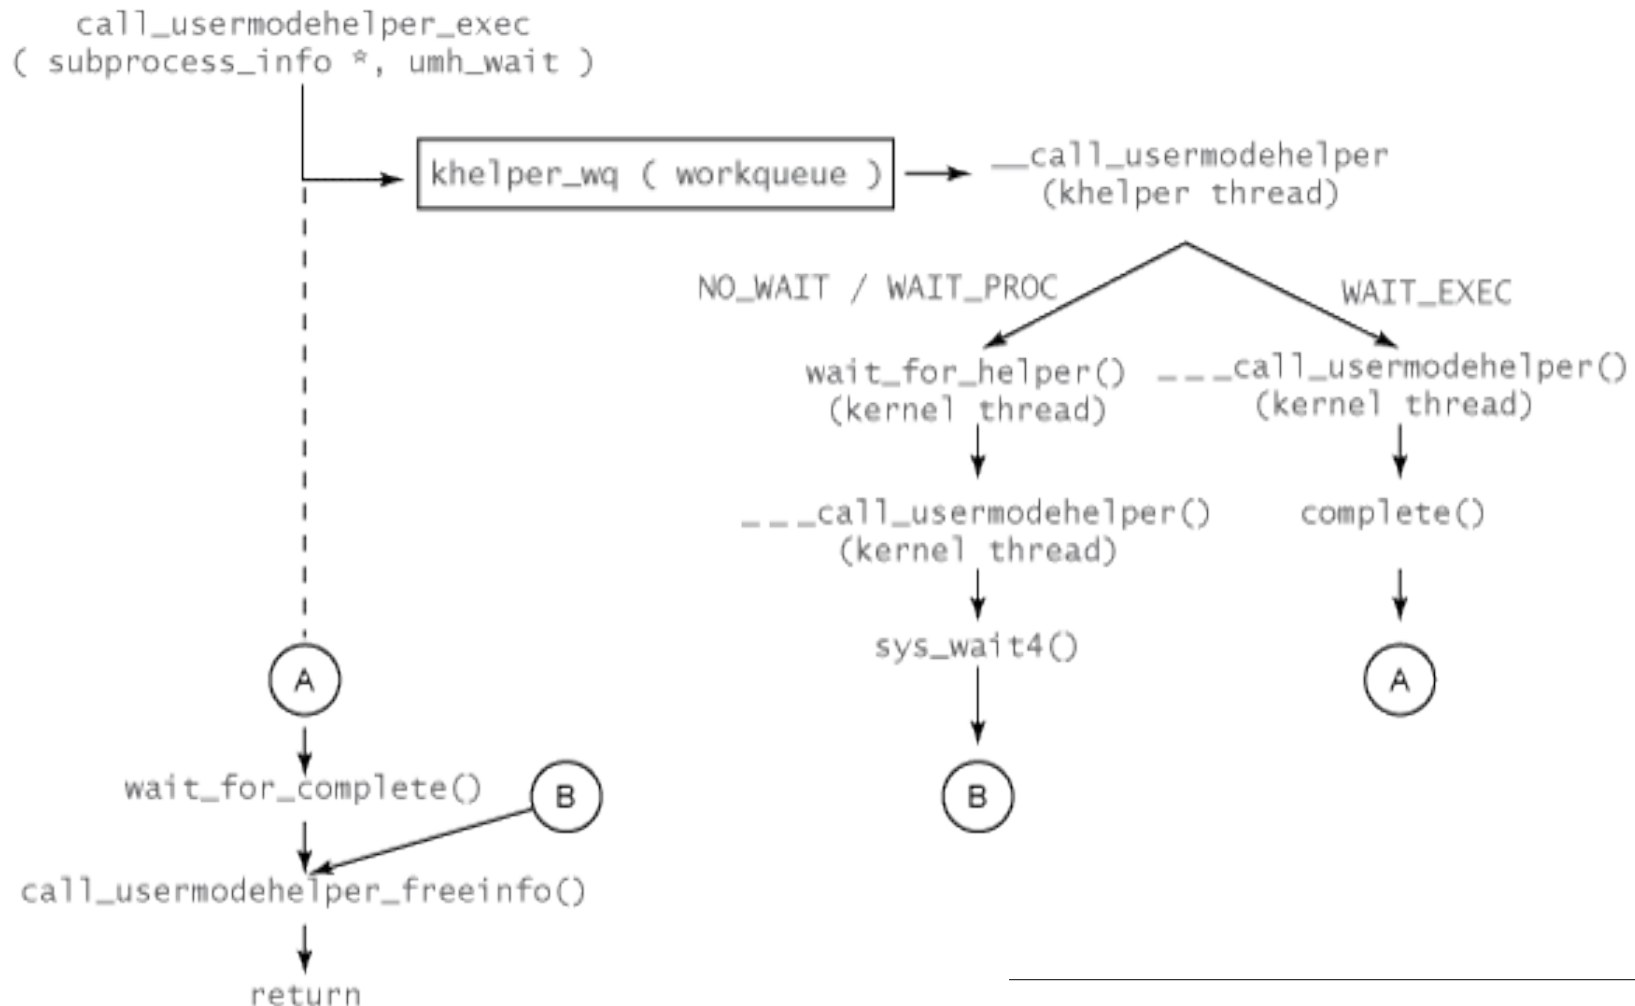 call_usermodehelper_exec
( subprocess_info *, umh_wait )
khelper_wq ( workqueue )
__call_usermodehelper
(khelper thread)
NO_WAIT / WAIT_PROC
WAIT_EXEC
wait_for_helper()
(kernel thread)
___call_usermodehelper()
(kernel thread)
___call_usermodehelper()
(kernel thread)
complete()
sys_wait4()
A
A
wait_for_complete()
B
B
call_usermodehelper_freeinfo()
return